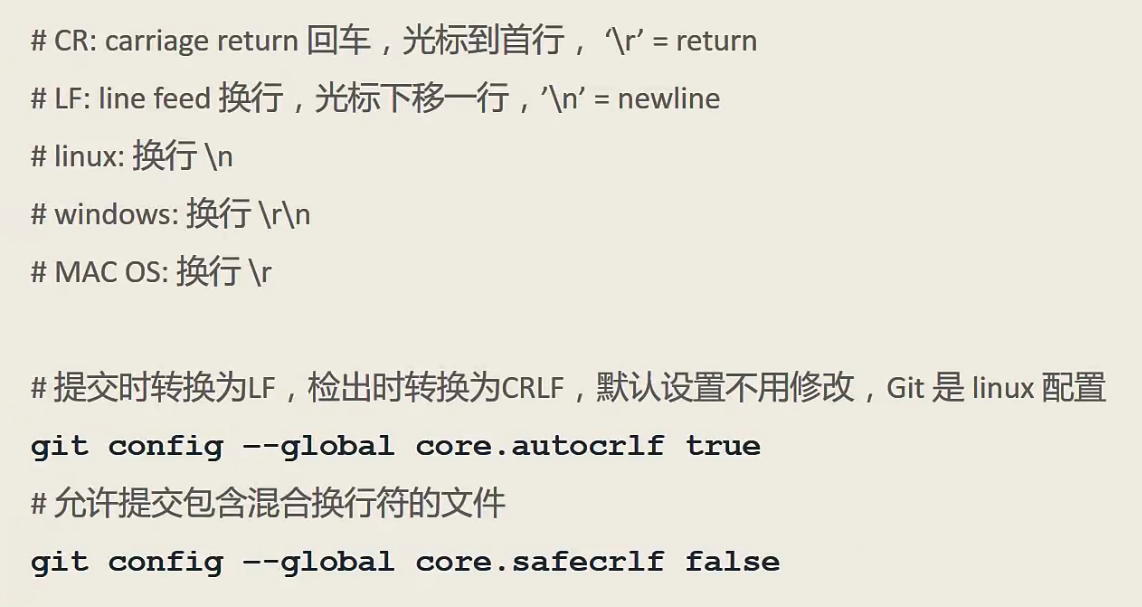 # CR: carriage return 回车，光标到首行， ‘\r’ = return
# LF: line feed 换行，光标下移一行，’\n’ = newline
# linux: 换行 \n
# windows: 换行 \r\n
# MAC OS: 换行 \r
# 提交时转换为LF，检出时转换为CRLF，默认设置不用修改，Git 是 linux 配置
git config –-global core.autocrlf true
# 允许提交包含混合换行符的文件
git config –-global core.safecrlf false